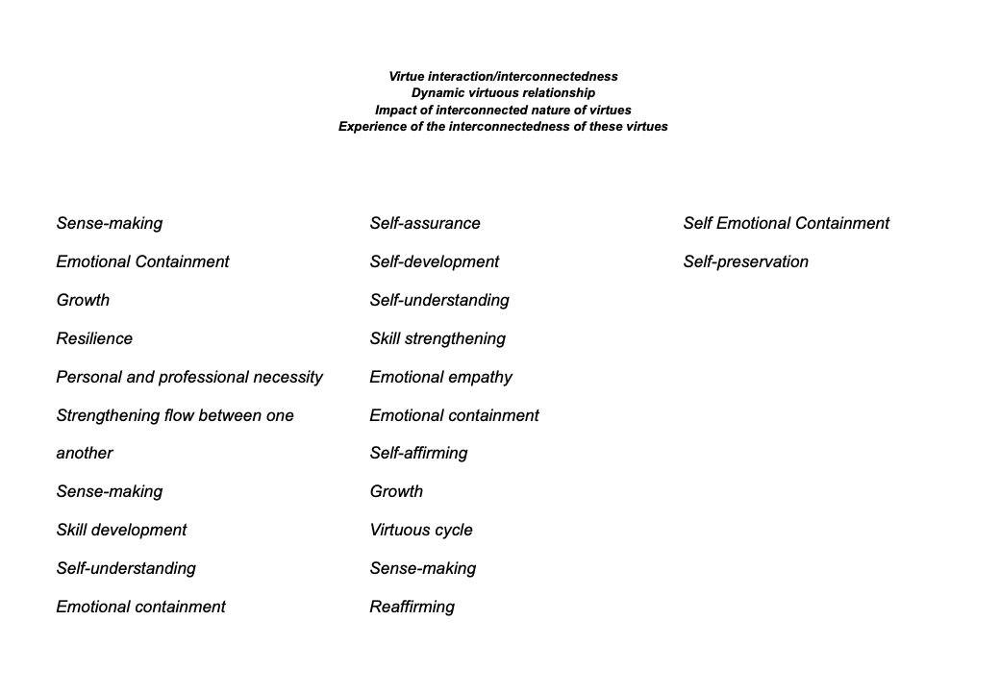 Virtue interaction/interconnectedness
Dynamic virtuous relationship
Impact of interconnected nature of virtues
Experience of the interconnectedness of these virtues
Sense-making
Emotional Containment
Growth
Resilience
Personal and professional necessity
Strengthening flow between one
another
Sense-making
Skill development
Self-understanding
Emotional containment
Self-assurance
Self-development
Self-understanding
Skill strengthening
Emotional empathy
Emotional containment
Self-affirming
Growth
Virtuous cycle
Sense-making
Reaffirming
Self Emotional Containment
Self-preservation